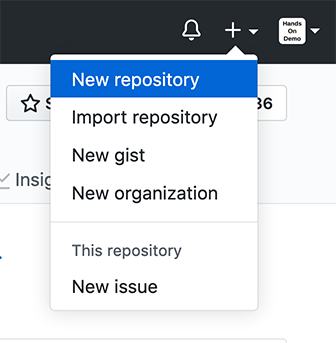 Hands
On
Demo
New repository
S 36
Import repository
New gist
Insig
New organization
This repository
New issue